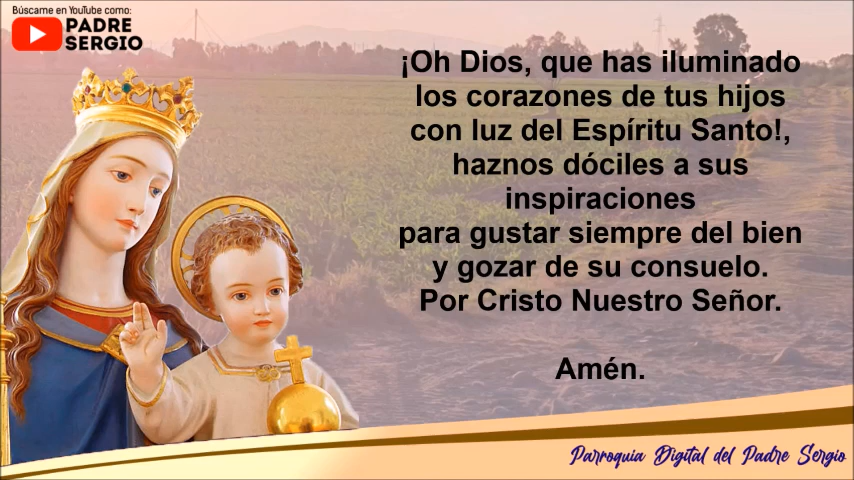 Búscame en YouTube como:
PADRE
SERGIO
¡Oh Dios, que has iluminado
los corazones de tus hijos
con luz del Espíritu Santo!,
haznos dóciles a sus
inspiraciones
para gustar siempre del bien
y gozar de su consuelo.
Por Cristo Nuestro Señor.
Amén.
Parroquia Digital del Padre Sergio